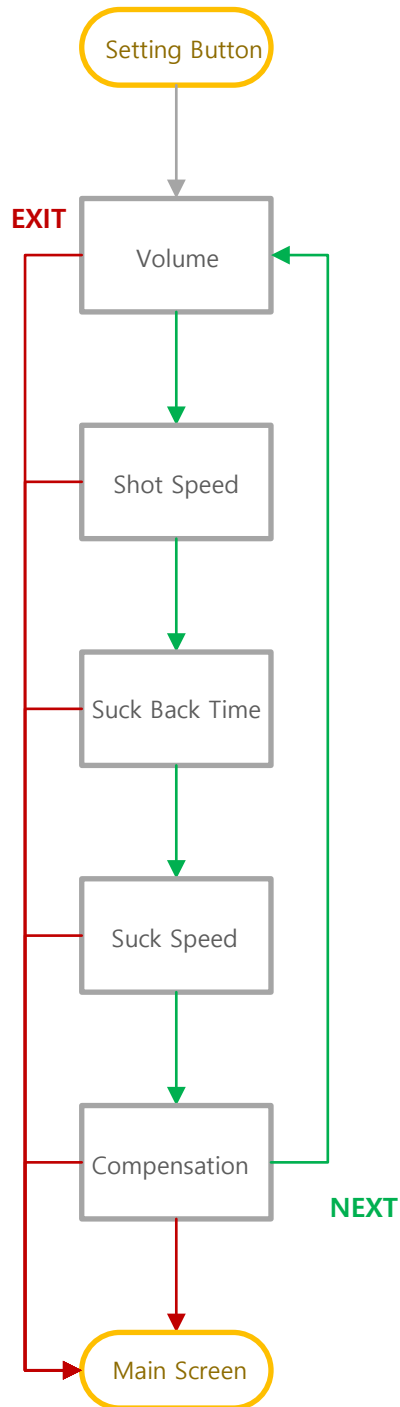 Setting Button
EXIT
Volume
Shot Speed
Suck Back Time
Suck Speed
Compensation
NEXT
Main Screen